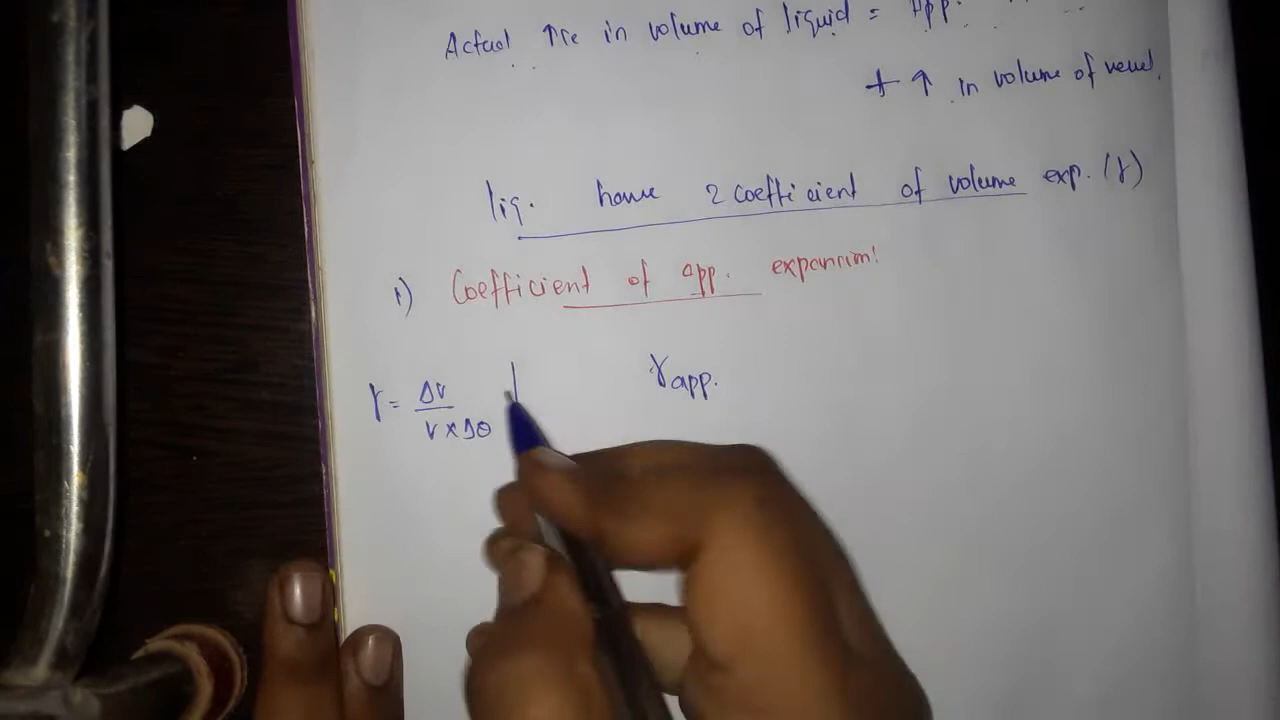 Actual ↑se in volume of liquid = App.
+ ↑ in volume of vessel.
liq. have 2 coefficient of volume exp. (γ)
1) Coefficient of app. expansion:
γ = ΔV / V × Δθ
γapp.